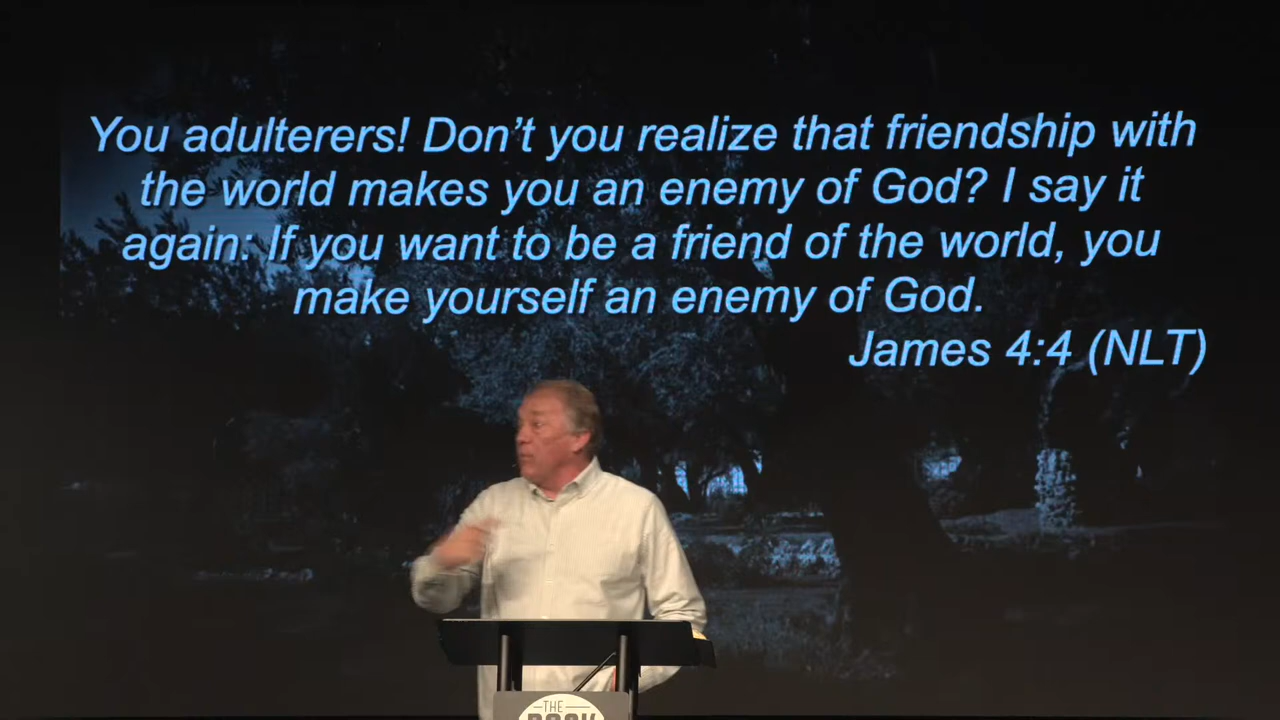 You adulterers! Don’t you realize that friendship with
the world makes you an enemy of God? I say it
again: If you want to be a friend of the world, you
make yourself an enemy of God.
James 4:4 (NLT)
THE